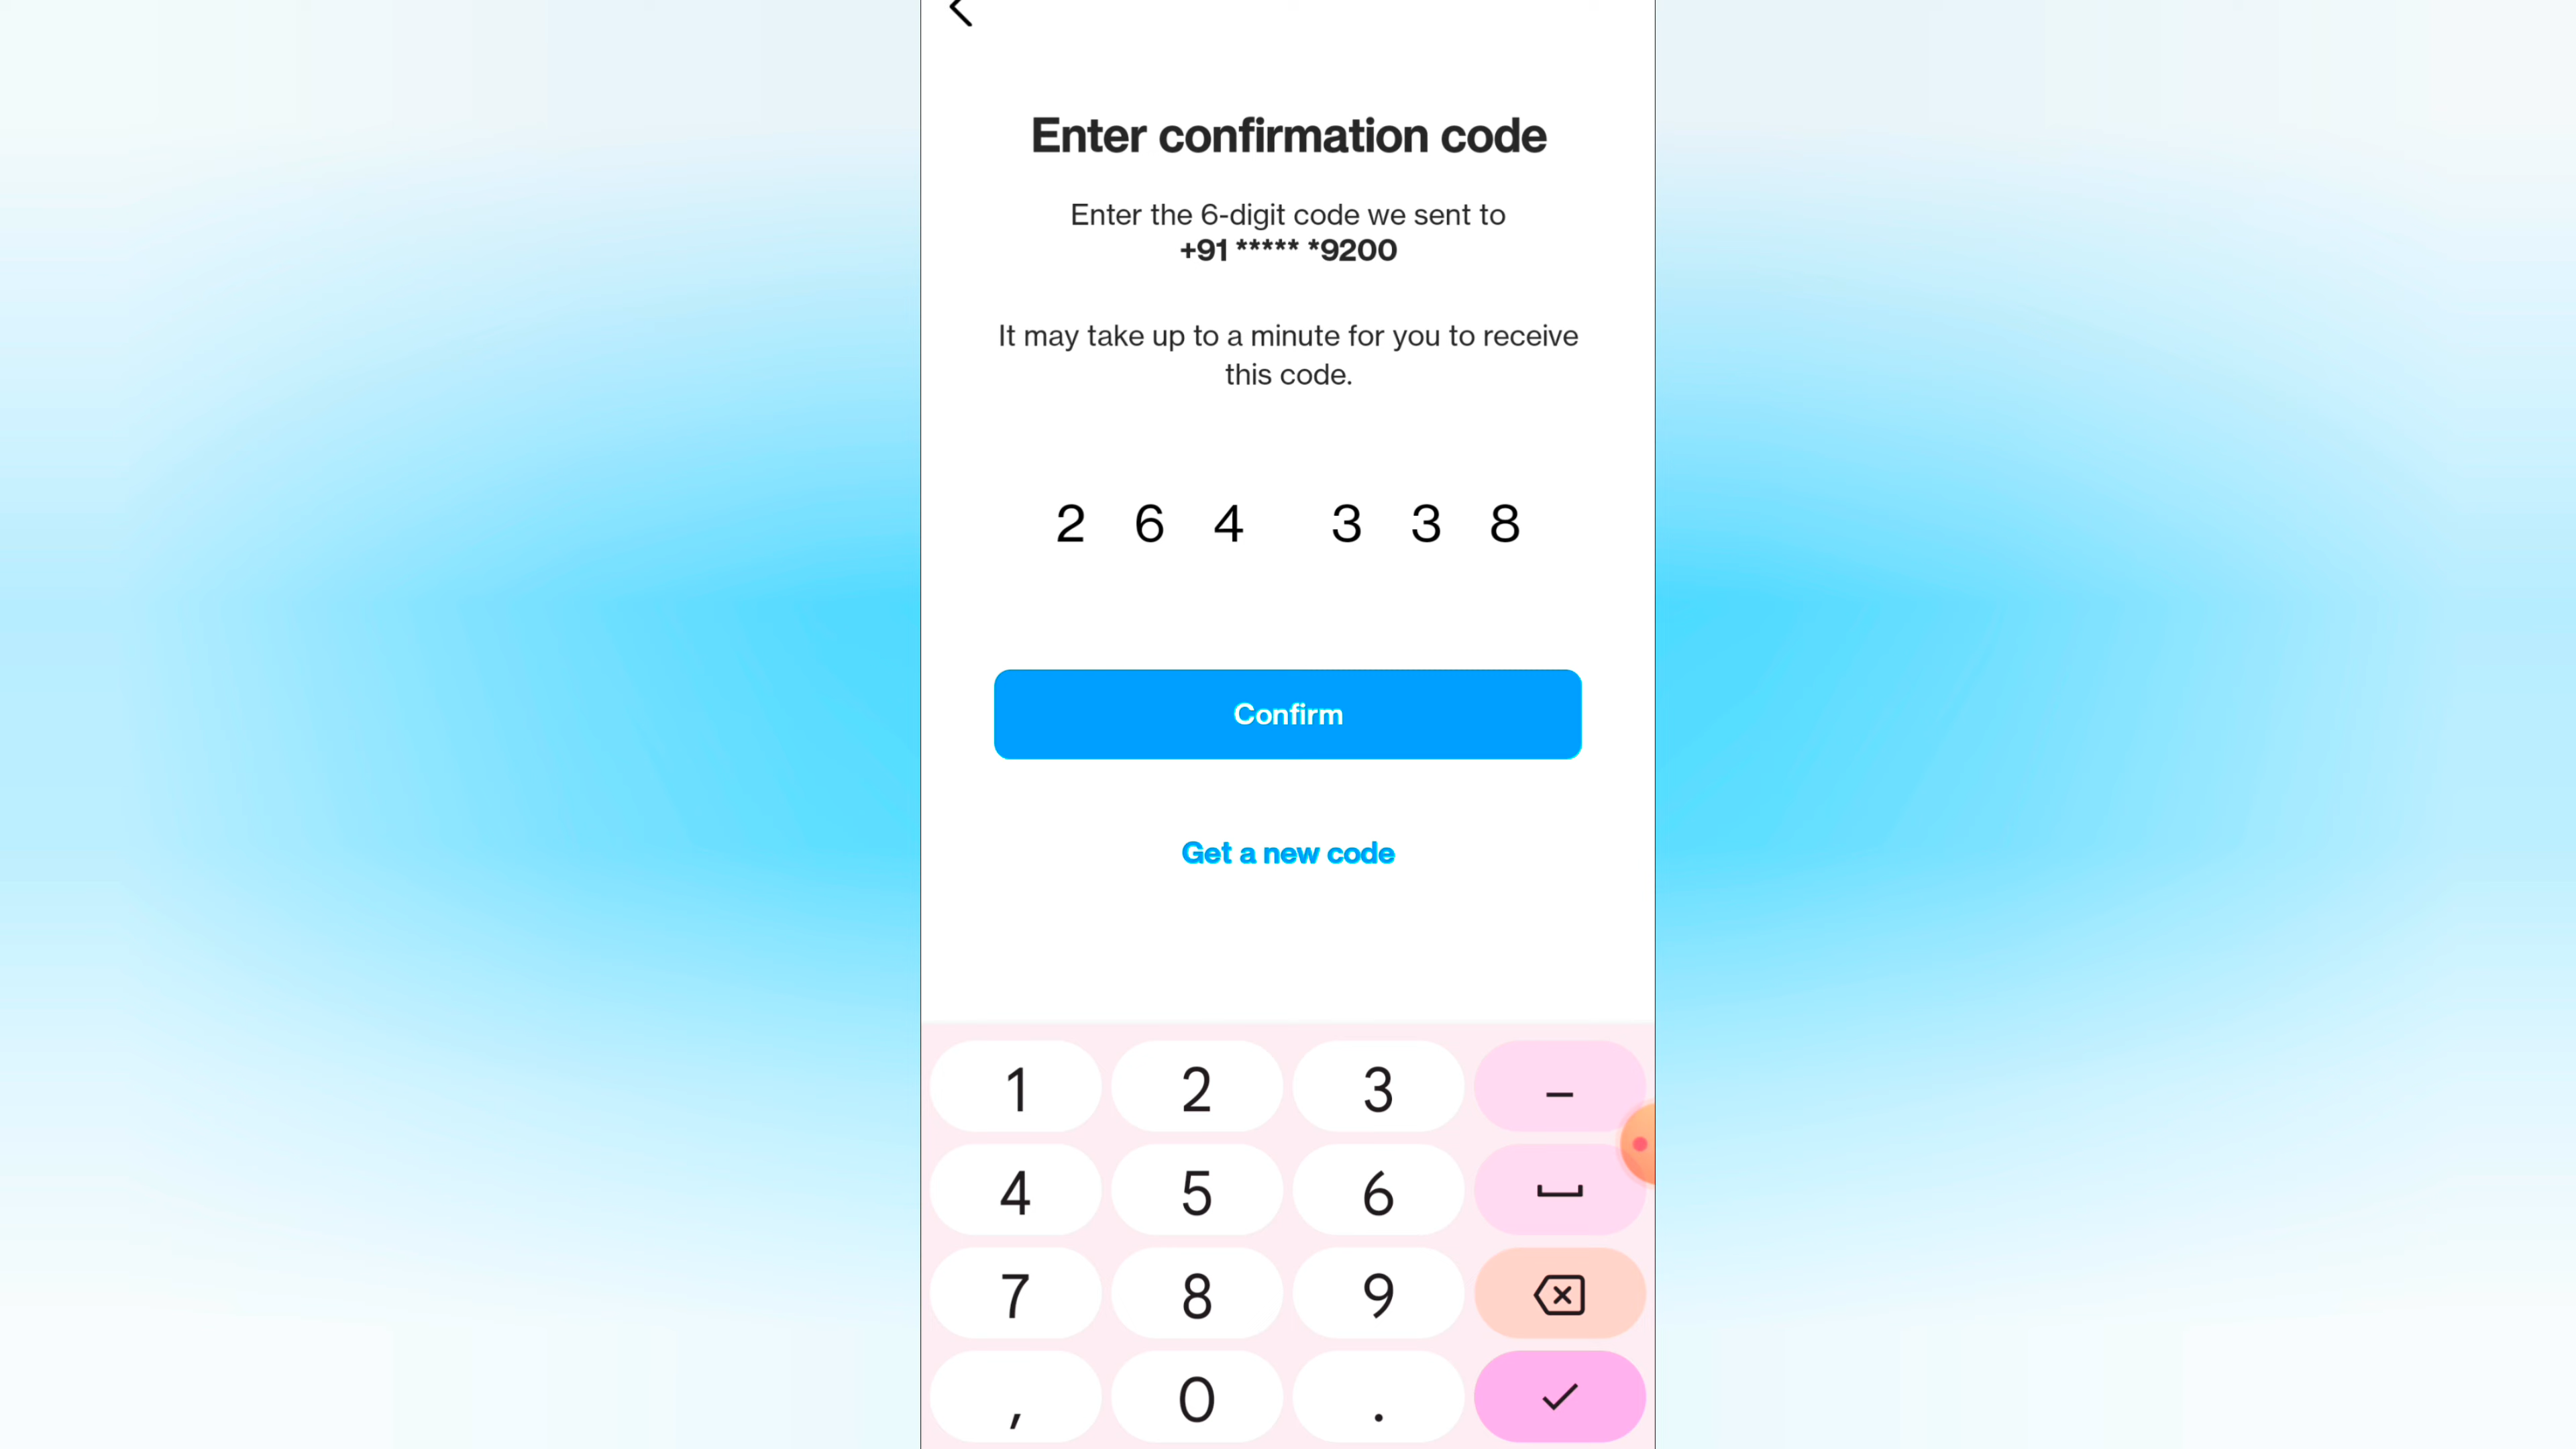 Enter confirmation code
Enter the 6-digit code we sent to
+91 ***** *9200
It may take up to a minute for you to receive
this code.
2 6 4 3 3 8
Confirm
Get a new code
1 2 3 –
4 5 6
7 8 9
, 0 .